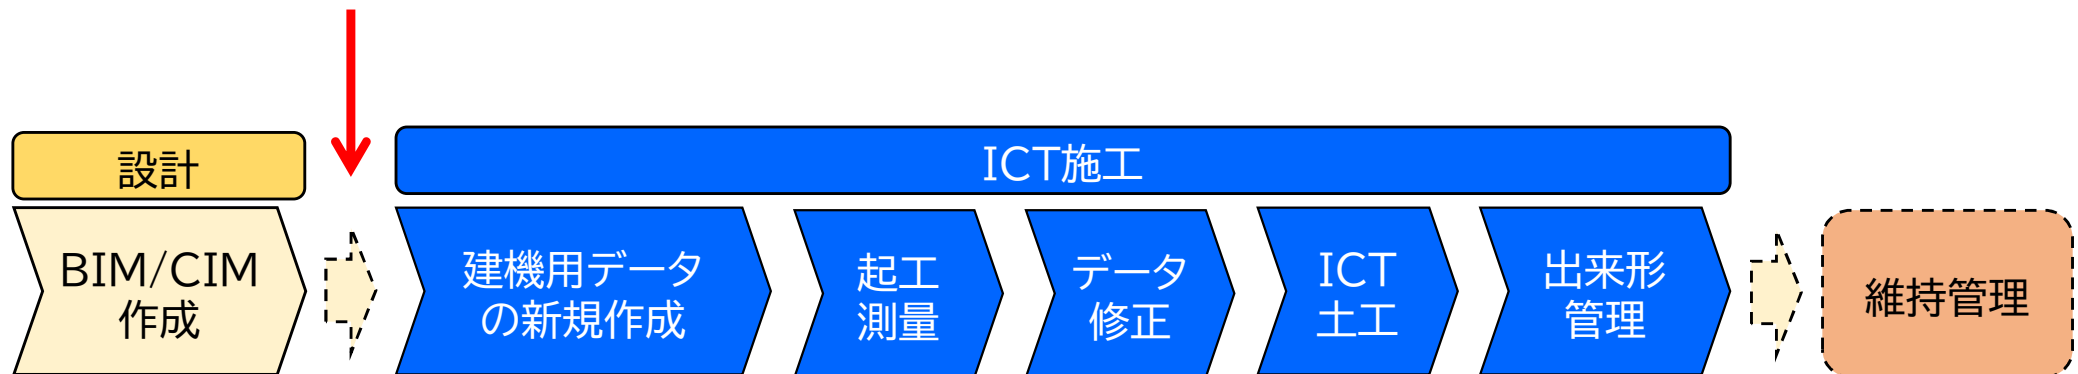 設計
ICT施工
BIM/CIM
作成
建機用データ
の新規作成
起工
測量
データ
修正
ICT
土工
出来形
管理
維持管理